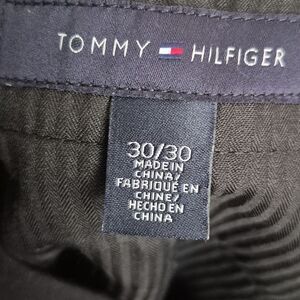 TOMMY HILFIGER
30/30
MADE IN
CHINA/
FABRIQUÉ EN
CHINE/
HECHO EN
CHINA